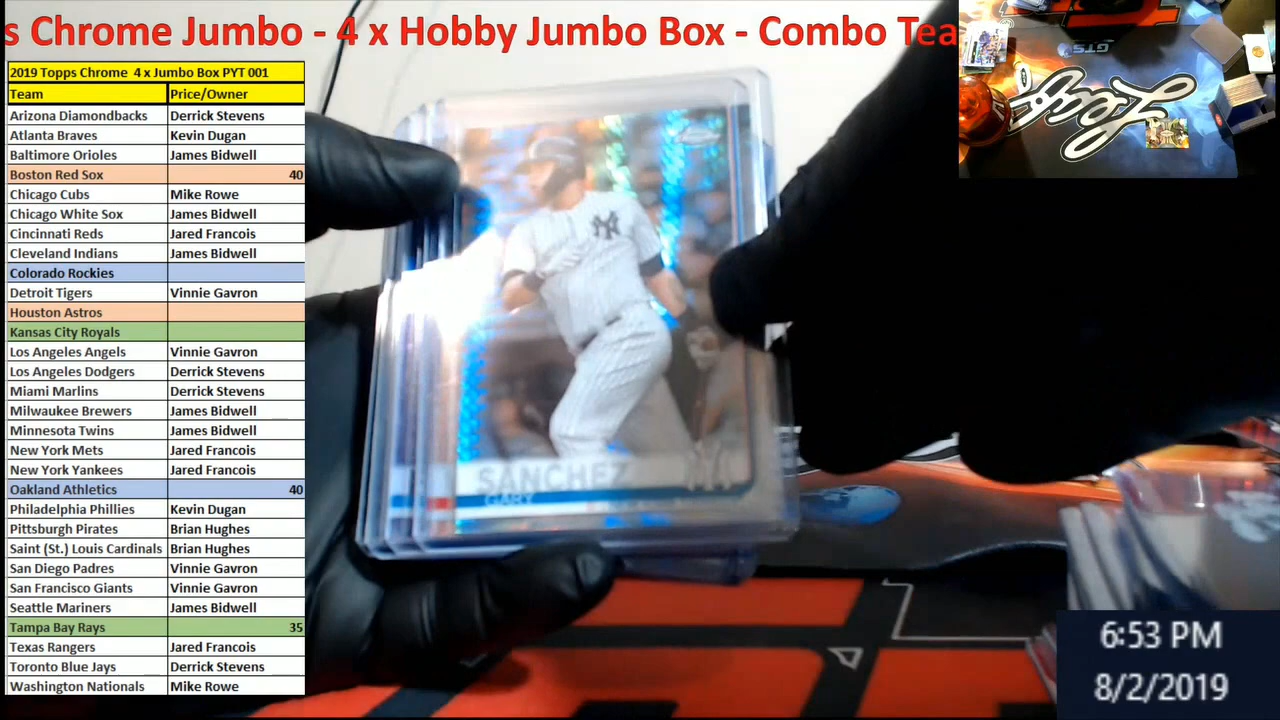 s Chrome Jumbo - 4 x Hobby Jumbo Box - Combo Tea
2019 Topps Chrome 4 x Jumbo Box PYT 001
Team Price/Owner
Arizona Diamondbacks Derrick Stevens
Atlanta Braves Kevin Dugan
Baltimore Orioles James Bidwell
Boston Red Sox 40
Chicago Cubs Mike Rowe
Chicago White Sox James Bidwell
Cincinnati Reds Jared Francois
Cleveland Indians James Bidwell
Colorado Rockies
Detroit Tigers Vinnie Gavron
Houston Astros
Kansas City Royals
Los Angeles Angels Vinnie Gavron
Los Angeles Dodgers Derrick Stevens
Miami Marlins Derrick Stevens
Milwaukee Brewers James Bidwell
Minnesota Twins James Bidwell
New York Mets Jared Francois
New York Yankees Jared Francois
Oakland Athletics 40
Philadelphia Phillies Kevin Dugan
Pittsburgh Pirates Brian Hughes
Saint (St.) Louis Cardinals Brian Hughes
San Diego Padres Vinnie Gavron
San Francisco Giants Vinnie Gavron
Seattle Mariners James Bidwell
Tampa Bay Rays 35
Texas Rangers Jared Francois
Toronto Blue Jays Derrick Stevens
Washington Nationals Mike Rowe
NY
SANCHEZ
GARY
GTS
Leaf
6:53 PM
8/2/2019